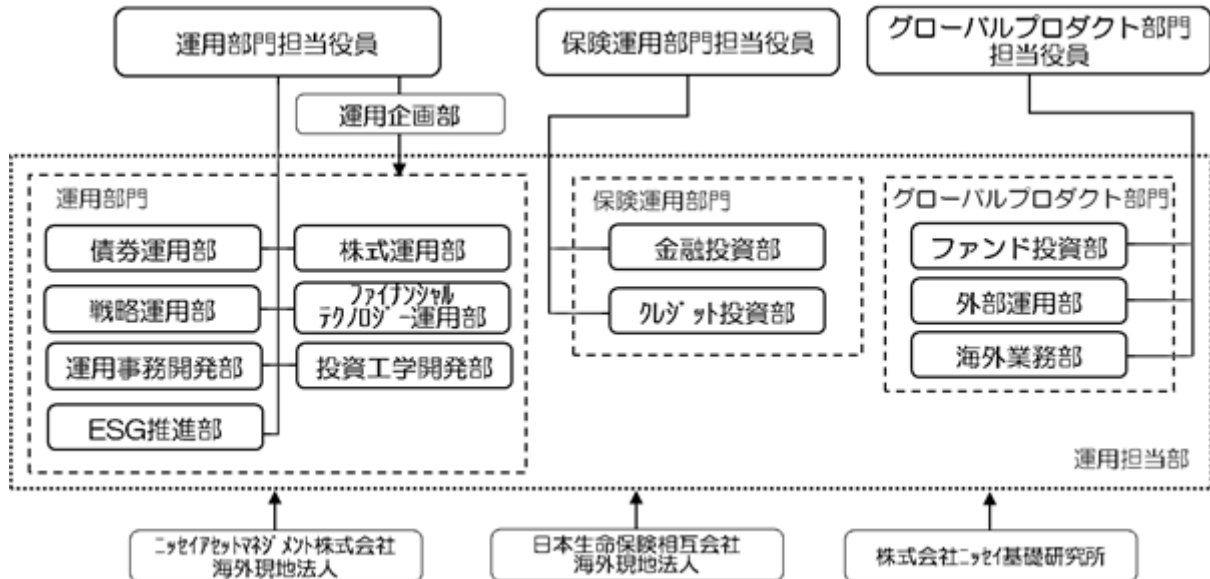 運用部門担当役員
保険運用部門担当役員
グローバルプロダクト部門
担当役員
運用企画部
運用部門
保険運用部門
グローバルプロダクト部門
債券運用部
株式運用部
金融投資部
ファンド投資部
戦略運用部
ファイナンシャル
テクノロジー運用部
クレジット投資部
外部運用部
運用事務開発部
投資工学開発部
海外業務部
ESG推進部
運用担当部
ニッセイアセットマネジメント株式会社
海外現地法人
日本生命保険相互会社
海外現地法人
株式会社ニッセイ基礎研究所